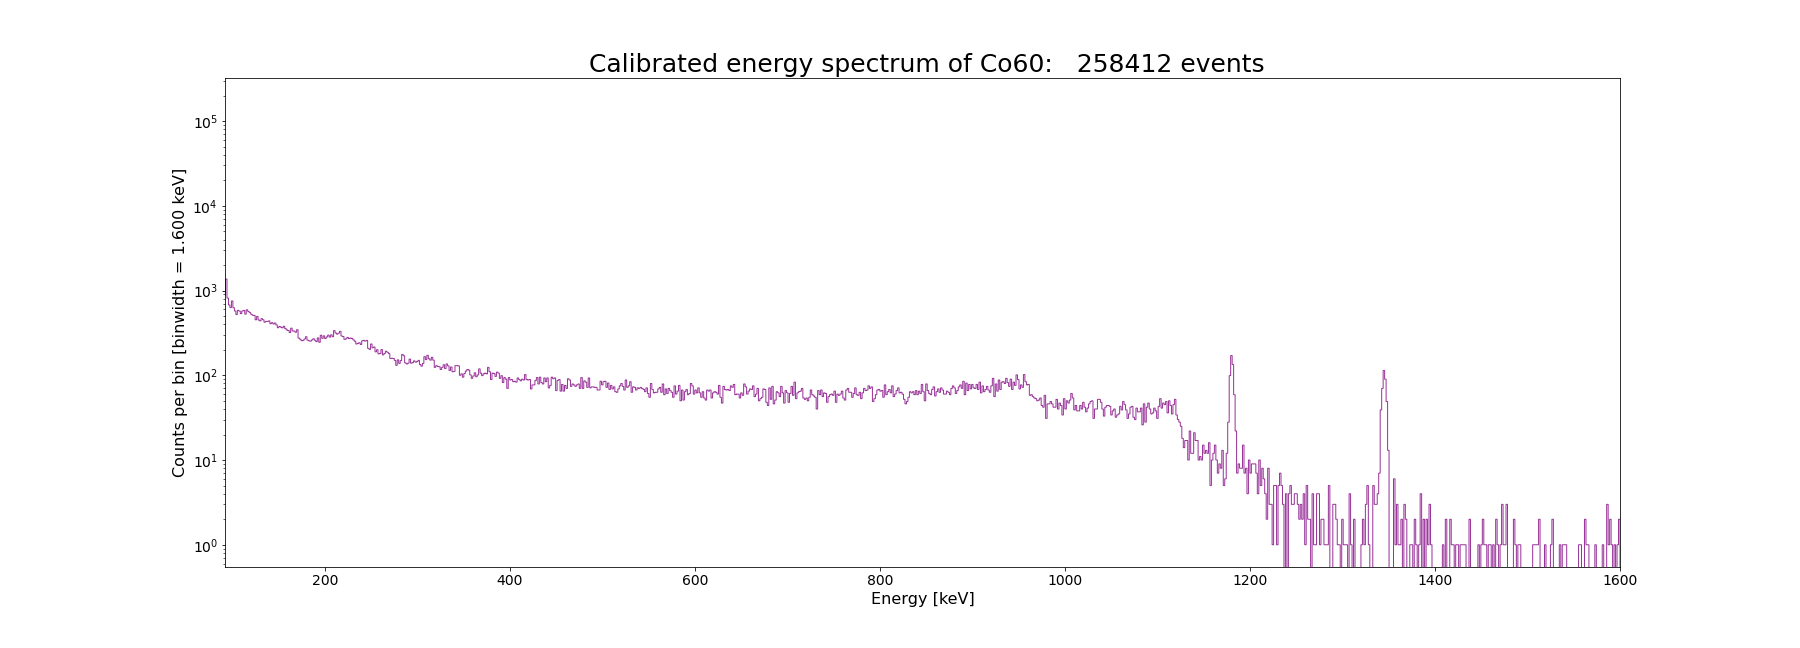 Calibrated energy spectrum of Co60:   258412 events
Counts per bin [binwidth = 1.600 keV]
10^5
10^4
10^3
10^2
10^1
10^0
200 400 600 800 1000 1200 1400 1600
Energy [keV]